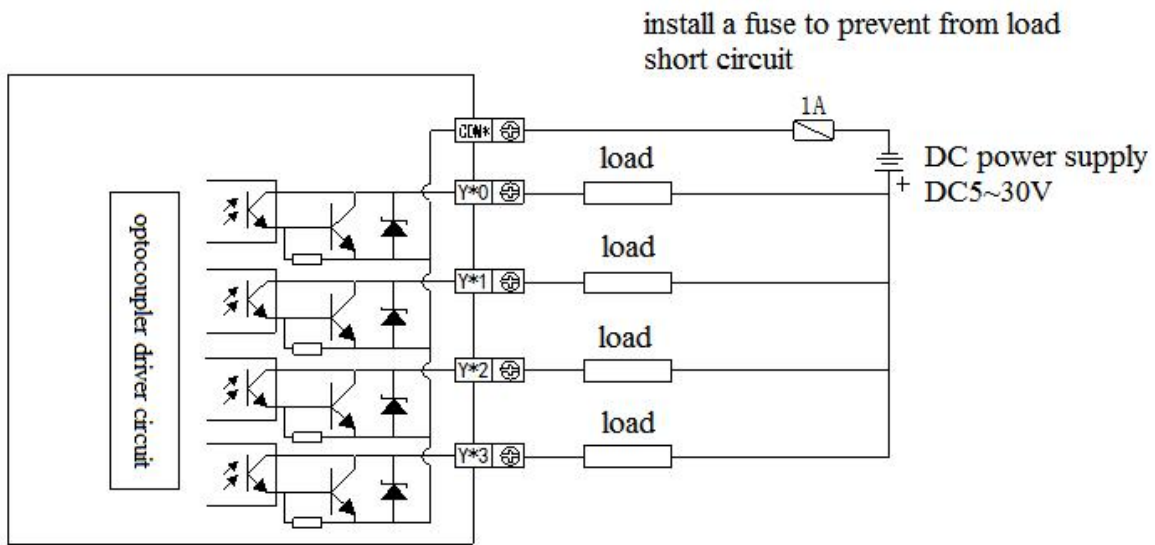 install a fuse to prevent from load
short circuit
1A
COM*
load
DC power supply
DC5~30V
+
Y*0
load
Y*1
optocoupler driver circuit
load
Y*2
load
Y*3